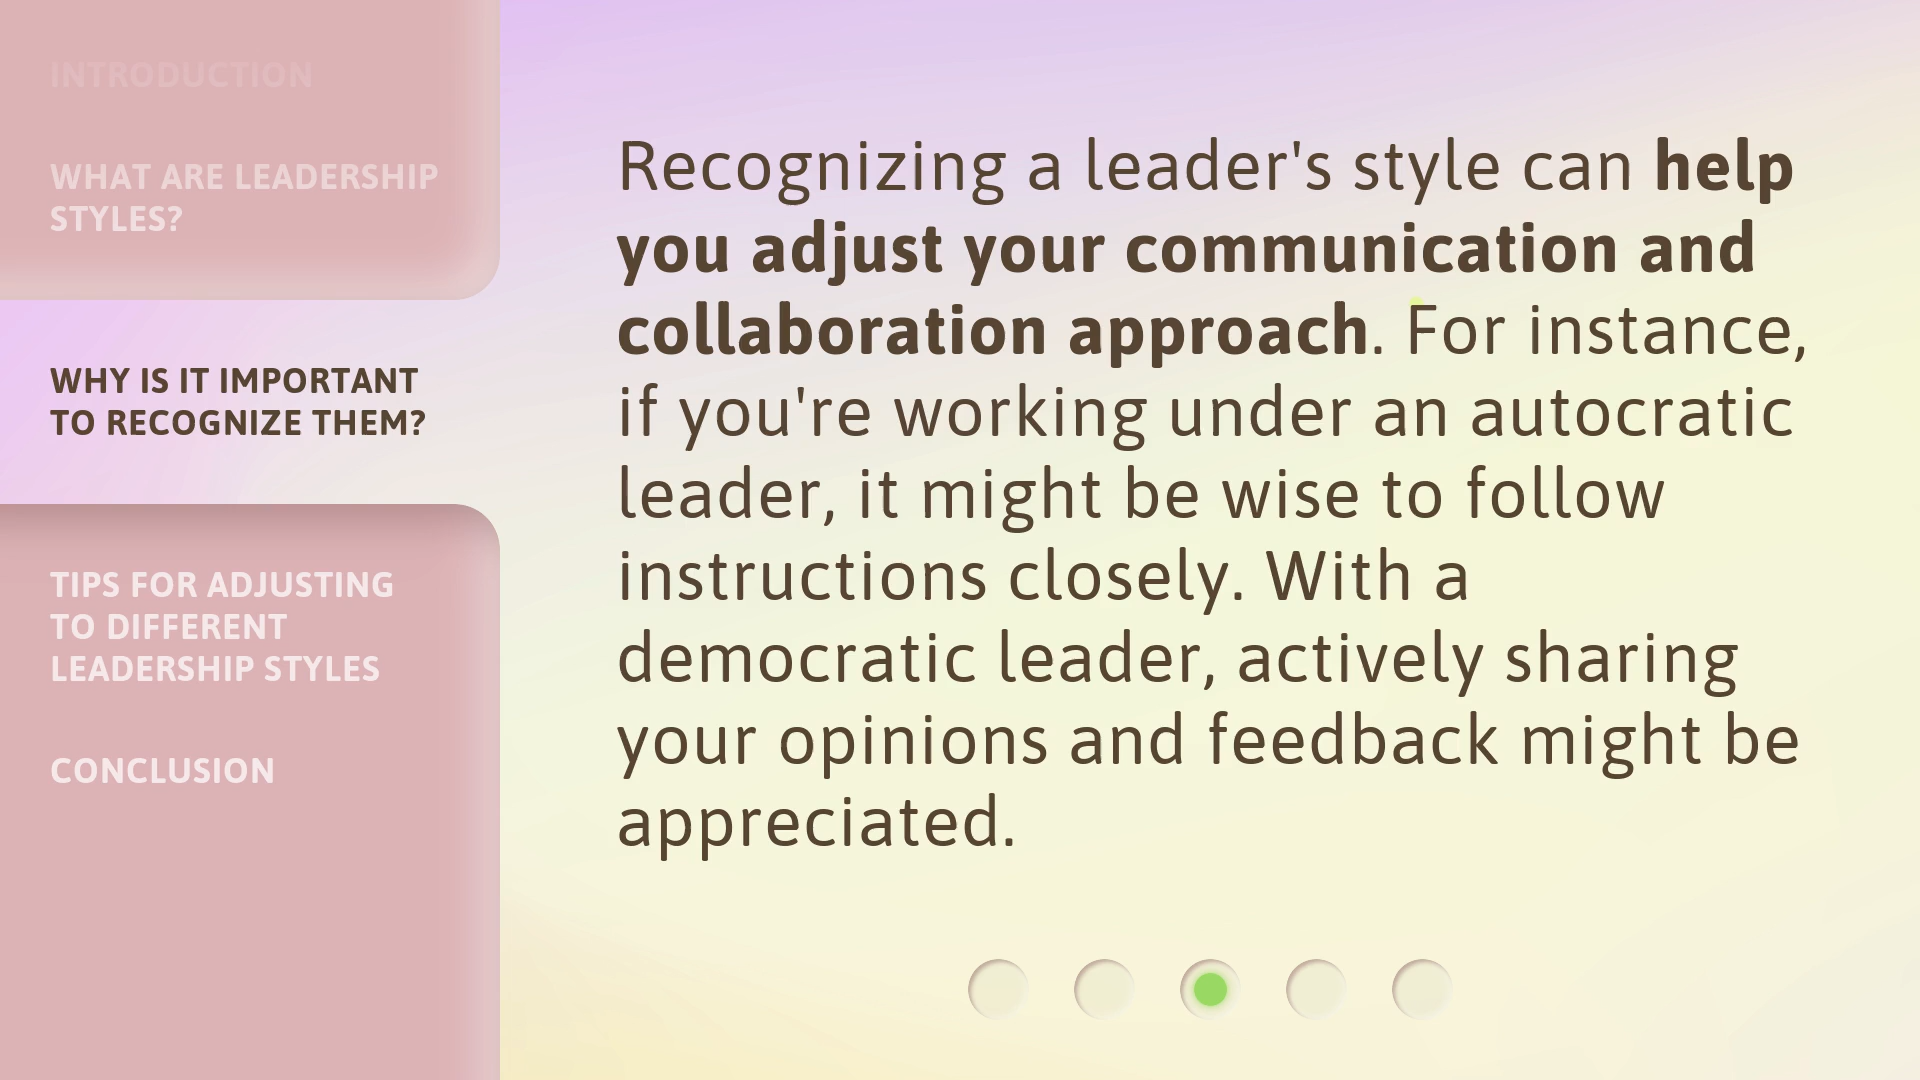 INTRODUCTION
WHAT ARE LEADERSHIP
STYLES?
WHY IS IT IMPORTANT
TO RECOGNIZE THEM?
TIPS FOR ADJUSTING
TO DIFFERENT
LEADERSHIP STYLES
CONCLUSION
Recognizing a leader's style can help
you adjust your communication and
collaboration approach. For instance,
if you're working under an autocratic
leader, it might be wise to follow
instructions closely. With a
democratic leader, actively sharing
your opinions and feedback might be
appreciated.